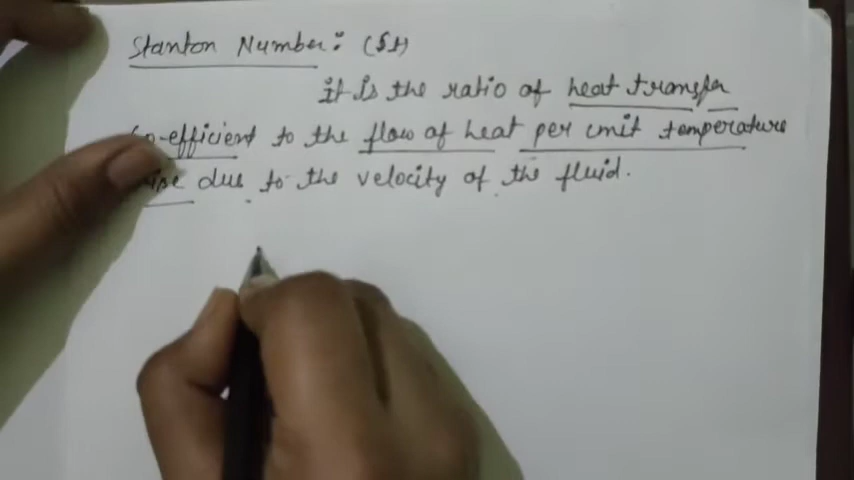 Stanton Number: (St)
it is the ratio of heat transfer
co-efficient to the flow of heat per unit temperature
due to the velocity of the fluid.